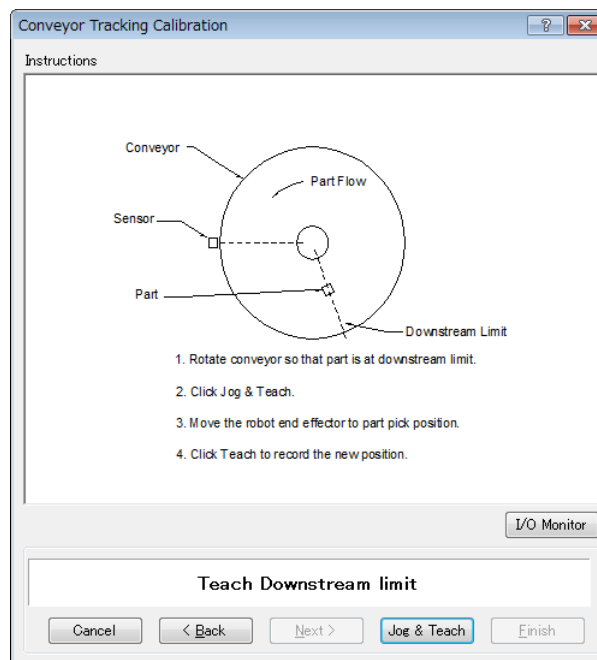 Conveyor Tracking Calibration
?
Instructions
Conveyor
Part Flow
Sensor
Part
Downstream Limit
1. Rotate conveyor so that part is at downstream limit.
2. Click Jog & Teach.
3. Move the robot end effector to part pick position.
4. Click Teach to record the new position.
I/O Monitor
Teach Downstream limit
Cancel
< Back
Next >
Jog & Teach
Finish